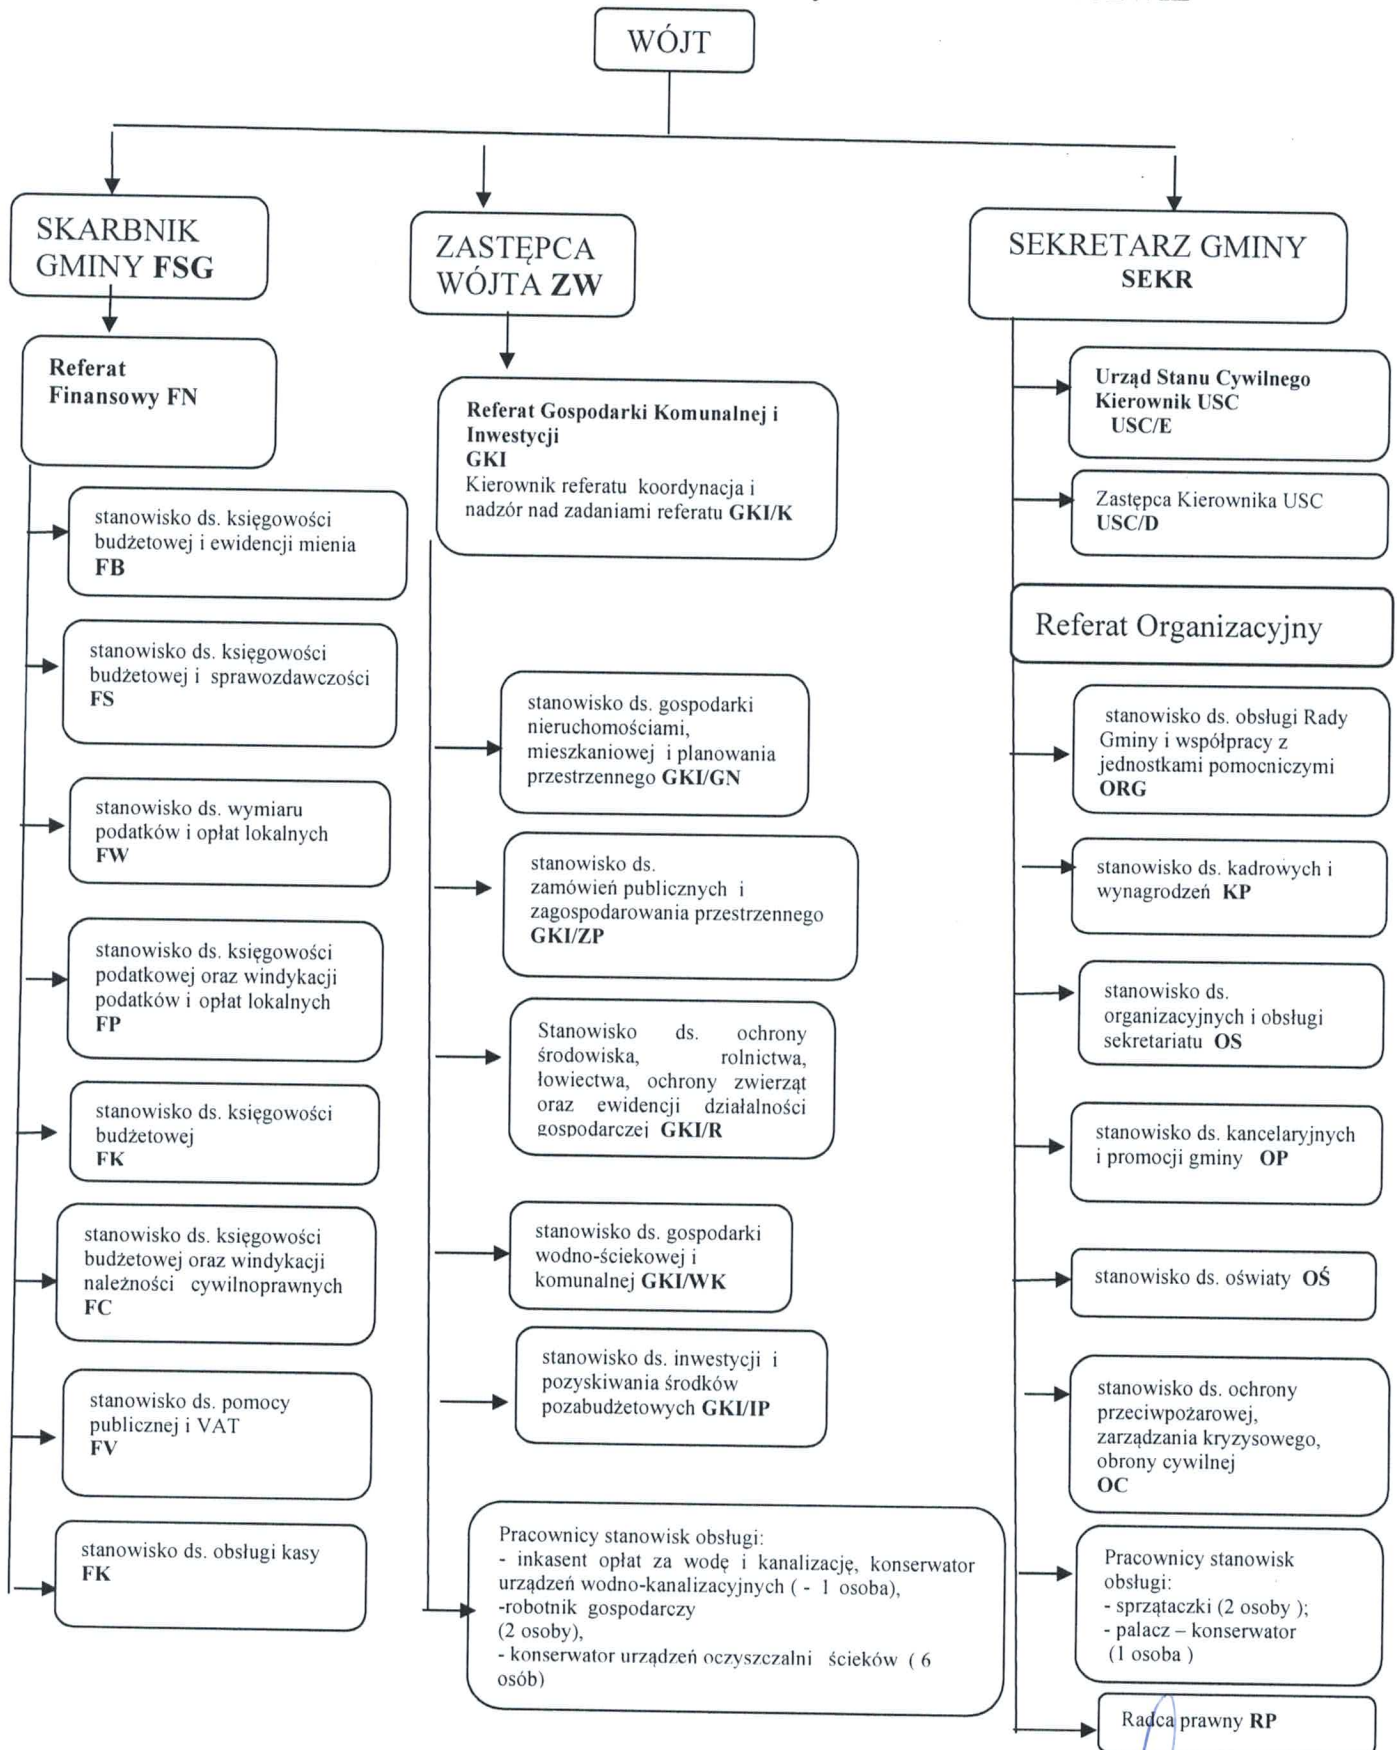 WÓJT
SKARBNIK
GMINY FSG
Referat
Finansowy FN
stanowisko ds. księgowości
budżetowej i ewidencji mienia
FB
stanowisko ds. księgowości
budżetowej i sprawozdawczości
FS
stanowisko ds. wymiaru
podatków i opłat lokalnych
FW
stanowisko ds. księgowości
podatkowej oraz windykacji
podatków i opłat lokalnych
FP
stanowisko ds. księgowości
budżetowej
FK
stanowisko ds. księgowości
budżetowej oraz windykacji
należności cywilnoprawnych
FC
stanowisko ds. pomocy
publicznej i VAT
FV
stanowisko ds. obsługi kasy
FK
ZASTĘPCA
WÓJTA ZW
Referat Gospodarki Komunalnej i
Inwestycji
GKI
Kierownik referatu koordynacja i
nadzór nad zadaniami referatu GKI/K
stanowisko ds. gospodarki
nieruchomościami,
mieszkaniowej i planowania
przestrzennego GKI/GN
stanowisko ds.
zamówień publicznych i
zagospodarowania przestrzennego
GKI/ZP
Stanowisko ds. ochrony
środowiska, rolnictwa,
łowiectwa, ochrony zwierząt
oraz ewidencji działalności
gospodarczej GKI/R
stanowisko ds. gospodarki
wodno-ściekowej i
komunalnej GKI/WK
stanowisko ds. inwestycji i
pozyskiwania środków
pozabudżetowych GKI/IP
Pracownicy stanowisk obsługi:
- inkasent opłat za wodę i kanalizację, konserwator
urządzeń wodno-kanalizacyjnych ( - 1 osoba),
-robotnik gospodarczy
(2 osoby),
- konserwator urządzeń oczyszczalni ścieków ( 6
osób)
SEKRETARZ GMINY
SEKR
Urząd Stanu Cywilnego
Kierownik USC
USC/E
Zastępca Kierownika USC
USC/D
Referat Organizacyjny
stanowisko ds. obsługi Rady
Gminy i współpracy z
jednostkami pomocniczymi
ORG
stanowisko ds. kadrowych i
wynagrodzeń KP
stanowisko ds.
organizacyjnych i obsługi
sekretariatu OS
stanowisko ds. kancelaryjnych
i promocji gminy OP
stanowisko ds. oświaty OŚ
stanowisko ds. ochrony
przeciwpożarowej,
zarządzania kryzysowego,
obrony cywilnej
OC
Pracownicy stanowisk
obsługi:
- sprzątaczki (2 osoby );
- palacz – konserwator
(1 osoba )
Radca prawny RP